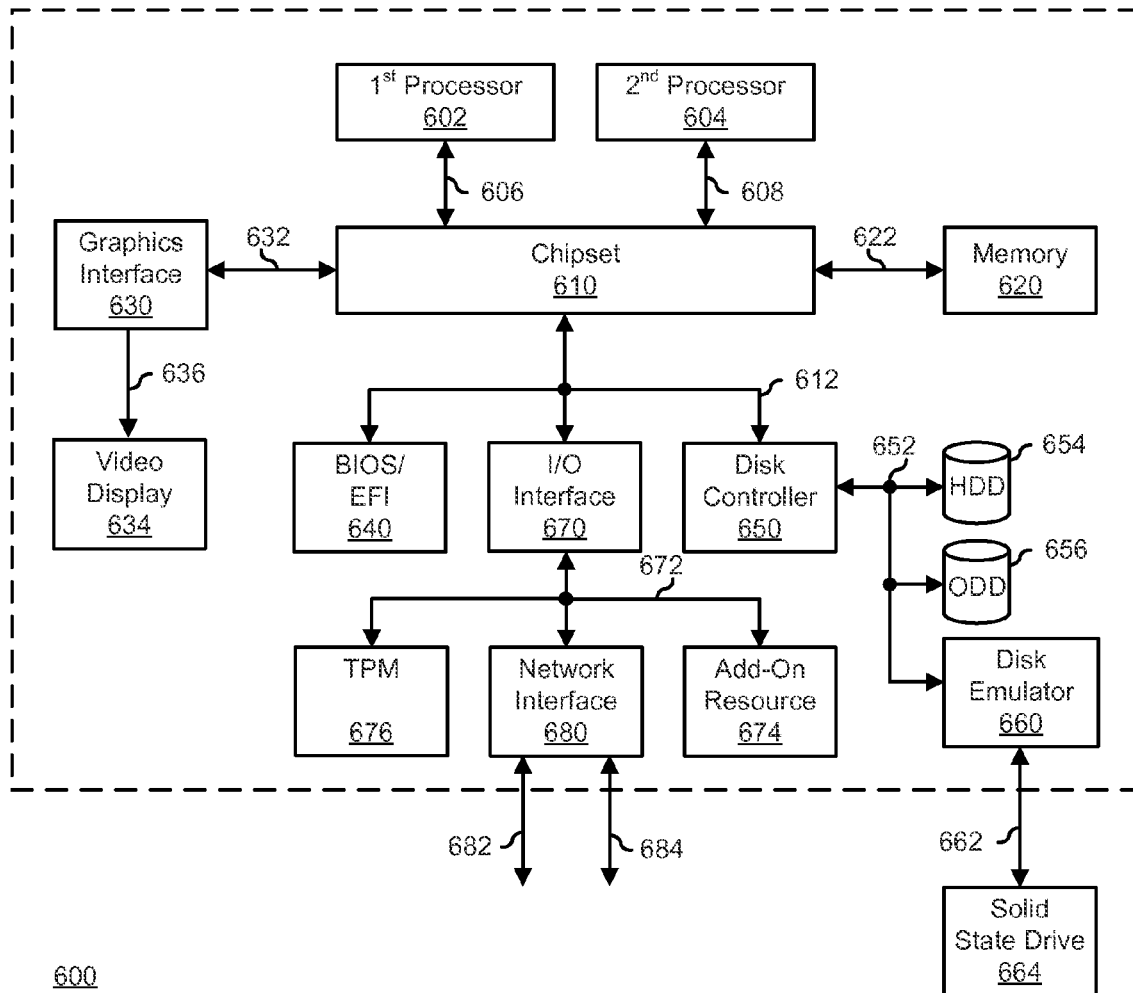 1st Processor
602
2nd Processor
604
606
608
Graphics
Interface
630
632
Chipset
610
622
Memory
620
636
612
Video
Display
634
BIOS/
EFI
640
I/O
Interface
670
Disk
Controller
650
652
HDD
654
672
ODD
656
TPM
676
Network
Interface
680
Add-On
Resource
674
Disk
Emulator
660
682
684
662
Solid
State Drive
664
600